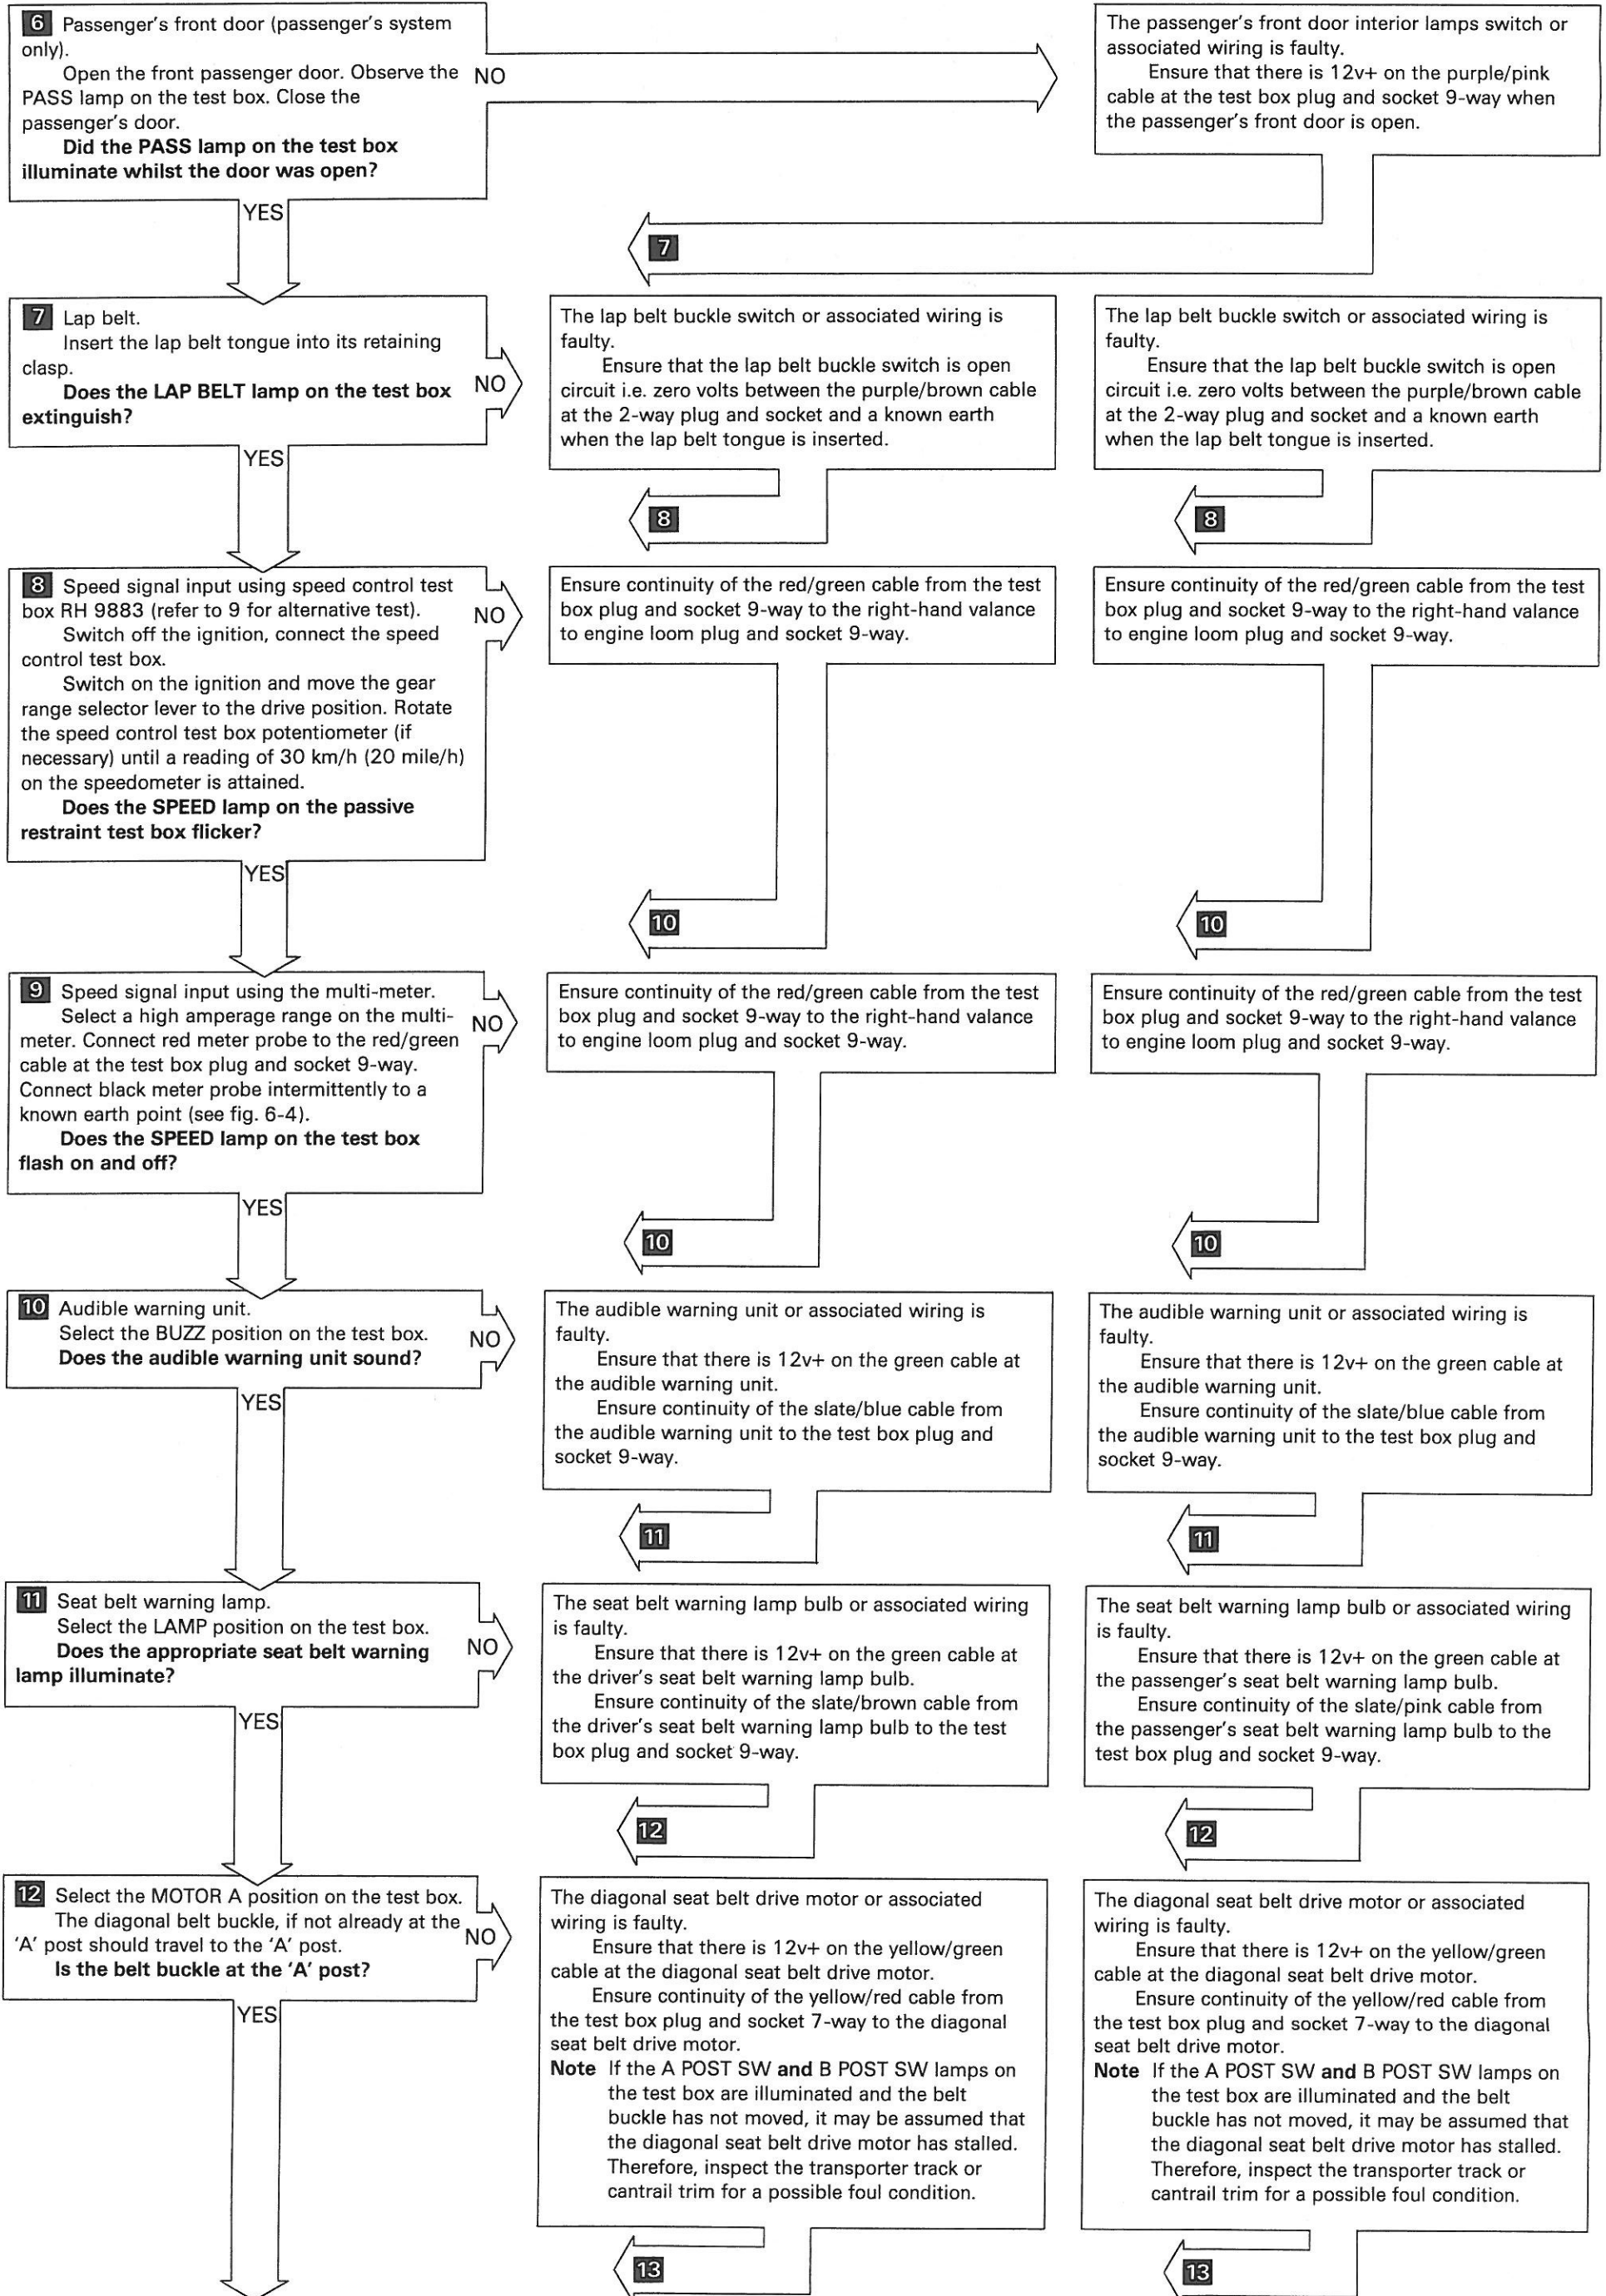 6 Passenger's front door (passenger's system
only).
Open the front passenger door. Observe the
PASS lamp on the test box. Close the
passenger's door.
Did the PASS lamp on the test box
illuminate whilst the door was open?
NO
The passenger's front door interior lamps switch or
associated wiring is faulty.
Ensure that there is 12v+ on the purple/pink
cable at the test box plug and socket 9-way when
the passenger's front door is open.
YES
7
7 Lap belt.
Insert the lap belt tongue into its retaining
clasp.
Does the LAP BELT lamp on the test box
extinguish?
NO
The lap belt buckle switch or associated wiring is
faulty.
Ensure that the lap belt buckle switch is open
circuit i.e. zero volts between the purple/brown cable
at the 2-way plug and socket and a known earth
when the lap belt tongue is inserted.
The lap belt buckle switch or associated wiring is
faulty.
Ensure that the lap belt buckle switch is open
circuit i.e. zero volts between the purple/brown cable
at the 2-way plug and socket and a known earth
when the lap belt tongue is inserted.
YES
8
8
8 Speed signal input using speed control test
box RH 9883 (refer to 9 for alternative test).
Switch off the ignition, connect the speed
control test box.
Switch on the ignition and move the gear
range selector lever to the drive position. Rotate
the speed control test box potentiometer (if
necessary) until a reading of 30 km/h (20 mile/h)
on the speedometer is attained.
Does the SPEED lamp on the passive
restraint test box flicker?
NO
Ensure continuity of the red/green cable from the test
box plug and socket 9-way to the right-hand valance
to engine loom plug and socket 9-way.
Ensure continuity of the red/green cable from the test
box plug and socket 9-way to the right-hand valance
to engine loom plug and socket 9-way.
YES
10
10
9 Speed signal input using the multi-meter.
Select a high amperage range on the multi-
meter. Connect red meter probe to the red/green
cable at the test box plug and socket 9-way.
Connect black meter probe intermittently to a
known earth point (see fig. 6-4).
Does the SPEED lamp on the test box
flash on and off?
NO
Ensure continuity of the red/green cable from the test
box plug and socket 9-way to the right-hand valance
to engine loom plug and socket 9-way.
Ensure continuity of the red/green cable from the test
box plug and socket 9-way to the right-hand valance
to engine loom plug and socket 9-way.
YES
10
10
10 Audible warning unit.
Select the BUZZ position on the test box.
Does the audible warning unit sound?
NO
The audible warning unit or associated wiring is
faulty.
Ensure that there is 12v+ on the green cable at
the audible warning unit.
Ensure continuity of the slate/blue cable from
the audible warning unit to the test box plug and
socket 9-way.
The audible warning unit or associated wiring is
faulty.
Ensure that there is 12v+ on the green cable at
the audible warning unit.
Ensure continuity of the slate/blue cable from
the audible warning unit to the test box plug and
socket 9-way.
YES
11
11
11 Seat belt warning lamp.
Select the LAMP position on the test box.
Does the appropriate seat belt warning
lamp illuminate?
NO
The seat belt warning lamp bulb or associated wiring
is faulty.
Ensure that there is 12v+ on the green cable at
the driver's seat belt warning lamp bulb.
Ensure continuity of the slate/brown cable from
the driver's seat belt warning lamp bulb to the test
box plug and socket 9-way.
The seat belt warning lamp bulb or associated wiring
is faulty.
Ensure that there is 12v+ on the green cable at
the passenger's seat belt warning lamp bulb.
Ensure continuity of the slate/pink cable from
the passenger's seat belt warning lamp bulb to the
test box plug and socket 9-way.
YES
12
12
12 Select the MOTOR A position on the test box.
The diagonal belt buckle, if not already at the
'A' post should travel to the 'A' post.
Is the belt buckle at the 'A' post?
NO
The diagonal seat belt drive motor or associated
wiring is faulty.
Ensure that there is 12v+ on the yellow/green
cable at the diagonal seat belt drive motor.
Ensure continuity of the yellow/red cable from
the test box plug and socket 7-way to the diagonal
seat belt drive motor.
Note If the A POST SW and B POST SW lamps on
the test box are illuminated and the belt
buckle has not moved, it may be assumed that
the diagonal seat belt drive motor has stalled.
Therefore, inspect the transporter track or
cantrail trim for a possible foul condition.
The diagonal seat belt drive motor or associated
wiring is faulty.
Ensure that there is 12v+ on the yellow/green
cable at the diagonal seat belt drive motor.
Ensure continuity of the yellow/red cable from
the test box plug and socket 7-way to the diagonal
seat belt drive motor.
Note If the A POST SW and B POST SW lamps on
the test box are illuminated and the belt
buckle has not moved, it may be assumed that
the diagonal seat belt drive motor has stalled.
Therefore, inspect the transporter track or
cantrail trim for a possible foul condition.
YES
13
13